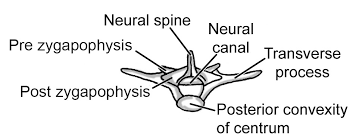 Neural spine
Neural
canal
Pre zygapophysis
Transverse
process
Post zygapophysis
Posterior convexity
of centrum